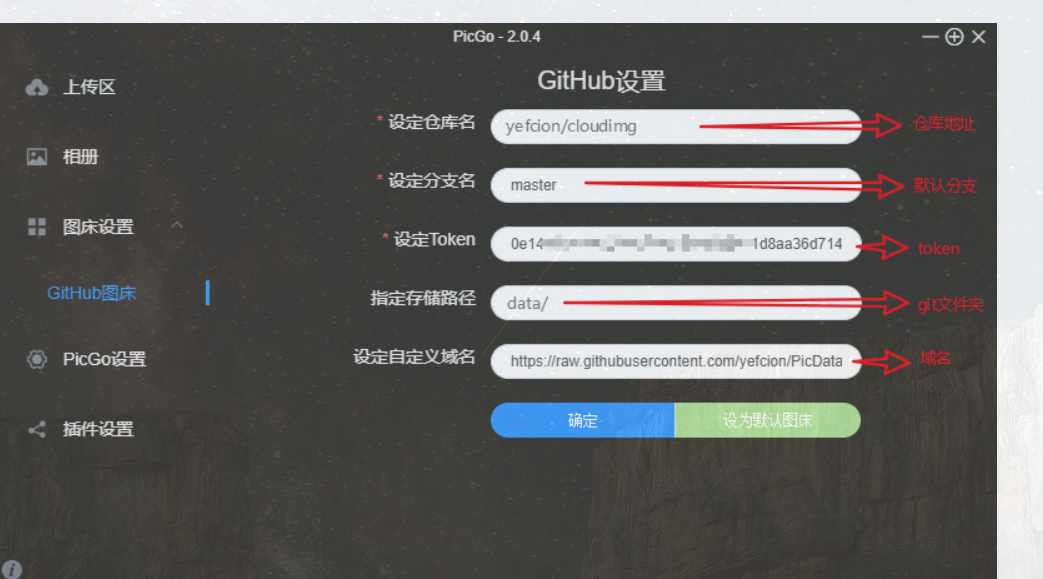 PicGo - 2.0.4
上传区
相册
图床设置
GitHub图床
PicGo设置
插件设置
GitHub设置
* 设定仓库名 yefcion/cloudimg 仓库地址
* 设定分支名 master 默认分支
* 设定Token 0e14 1d8aa36d714 token
指定存储路径 data/ git文件夹
设定自定义域名 https://raw.githubusercontent.com/yefcion/PicData 域名
确定 设为默认图床